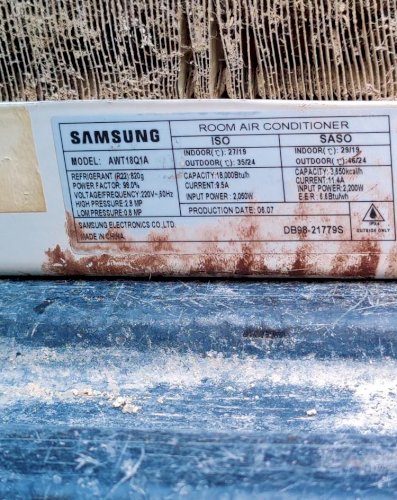 SAMSUNG
MODEL: AWT18Q1A
REFRIGERANT (R22):820g
POWER FACTOR: 98.0%
VOLTAGE/FREQUENCY:220V~,60Hz
HIGH PRESSURE: 2.8 MP
LOW PRESSURE: 0.8 MP
SAMSUNG ELECTRONICS CO.,LTD.
MADE IN CHINA
ROOM AIR CONDITIONER
ISO
INDOOR(℃): 27/19
OUTDOOR(℃): 35/24
CAPACITY: 18,000Btu/h
CURRENT: 9.5A
INPUT POWER: 2,050W
SASO
INDOOR(℃): 29/19
OUTDOOR(℃): 46/24
CAPACITY: 3,850kcal/h
CURRENT: 11.4A
INPUT POWER: 2,200W
E.E.R: 6.8Btu/wh
PRODUCTION DATE: 06.07
DB98-21779S
OUTSIDE ONLY